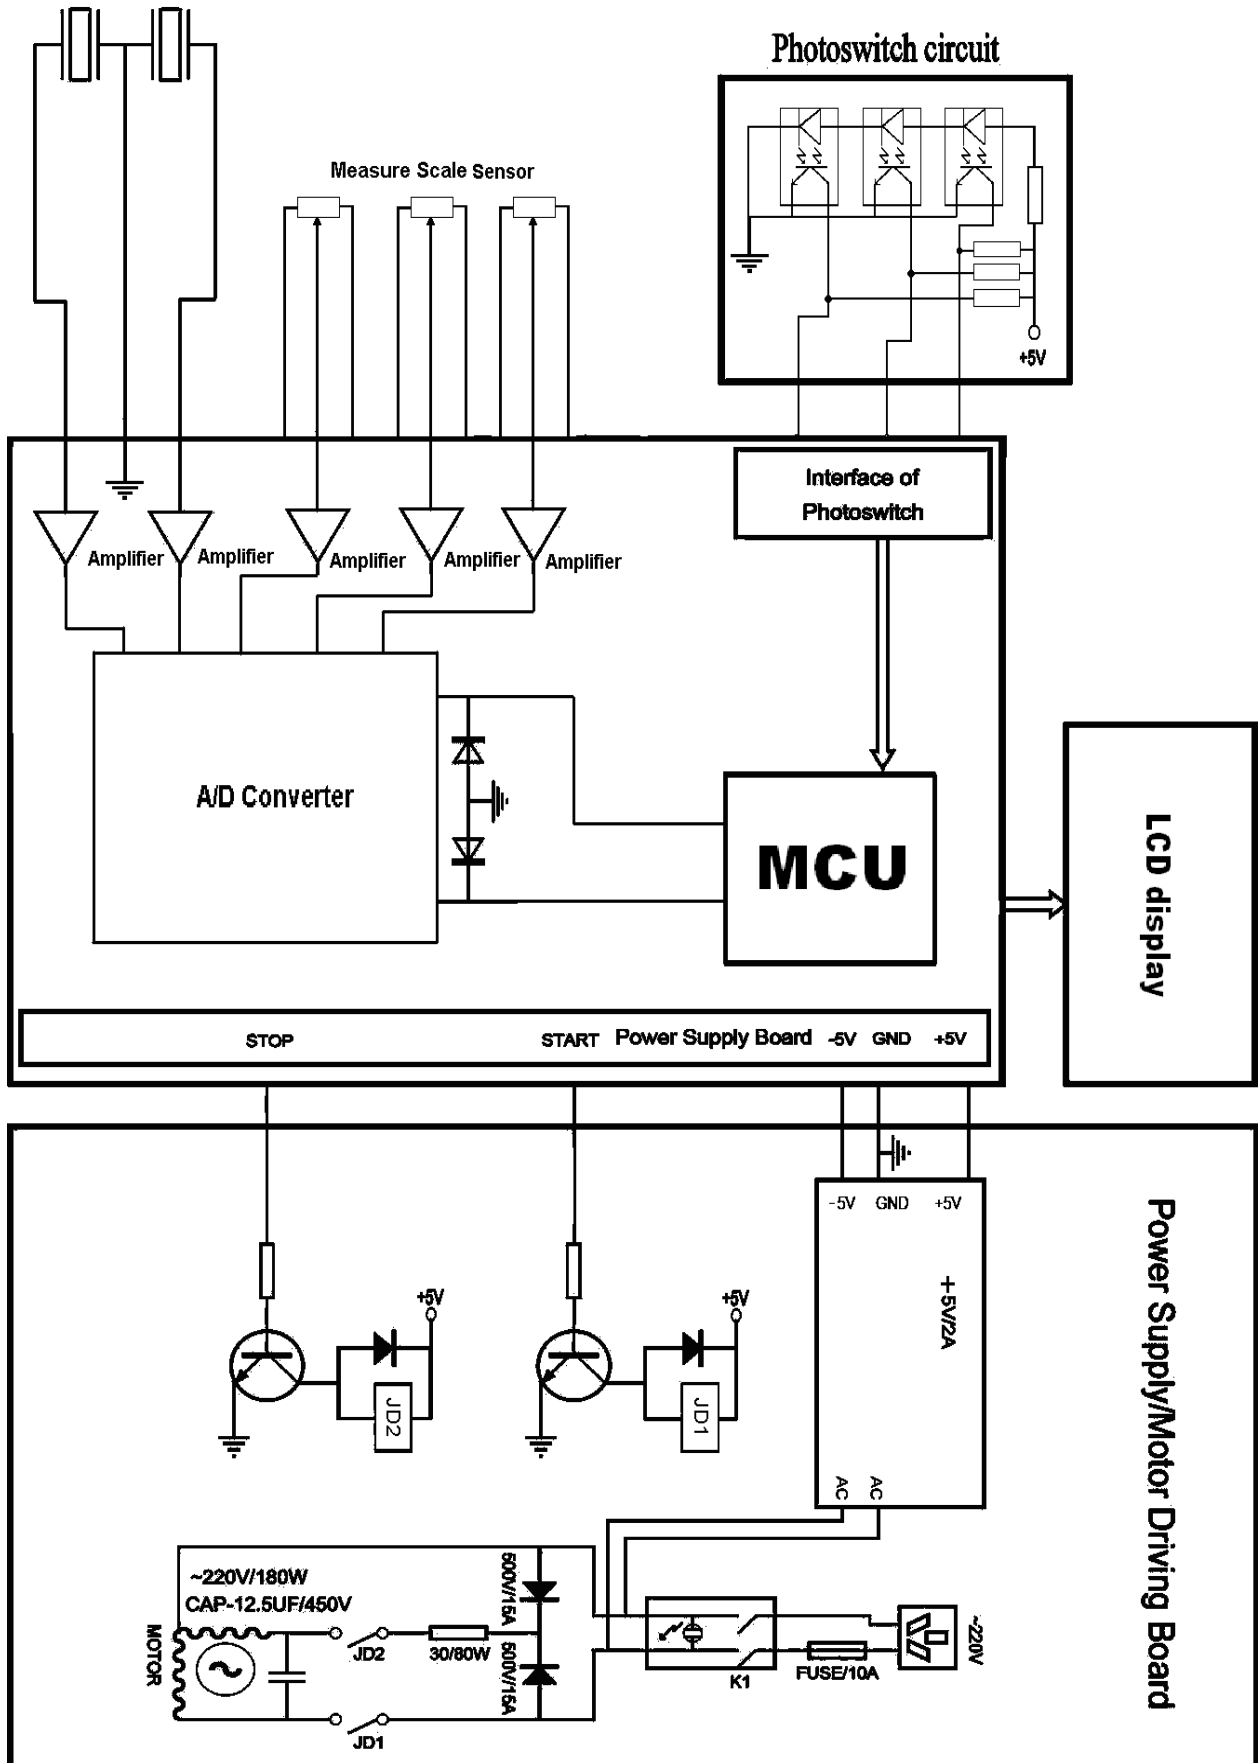 Photoswitch circuit
Measure Scale Sensor
+5V
Interface of
Photoswitch
Amplifier
Amplifier
Amplifier
Amplifier
Amplifier
A/D Converter
MCU
LCD display
STOP
START
Power Supply Board
-5V
GND
+5V
-5V
GND
+5V
+5V/2A
Power Supply/Motor Driving Board
+5V
JD2
+5V
JD1
AC
AC
~220V/180W
CAP-12.5UF/450V
MOTOR
JD2
30/80W
500V/15A
500V/15A
JD1
K1
FUSE/10A
~220V